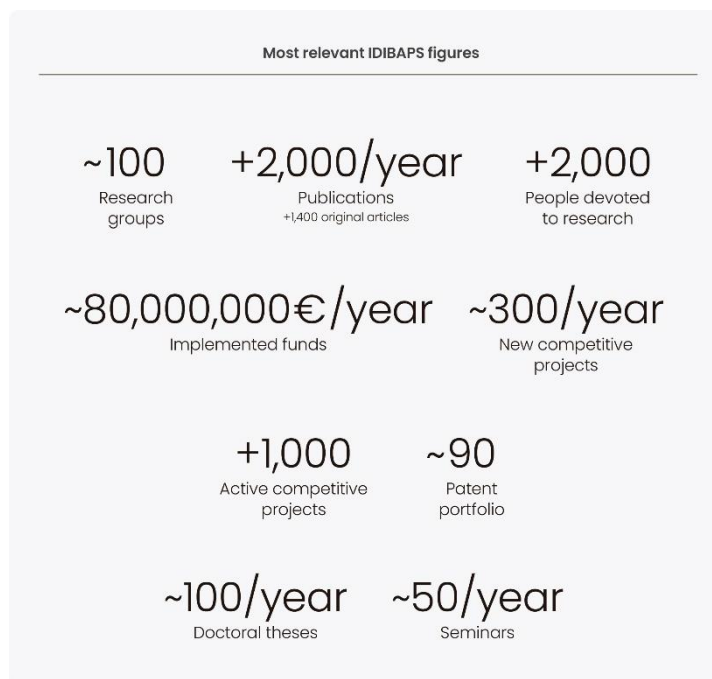 Most relevant IDIBAPS figures
~100
Research
groups
+2,000/year
Publications
+1,400 original articles
+2,000
People devoted
to research
~80,000,000€/year
Implemented funds
~300/year
New competitive
projects
+1,000
Active competitive
projects
~90
Patent
portfolio
~100/year
Doctoral theses
~50/year
Seminars